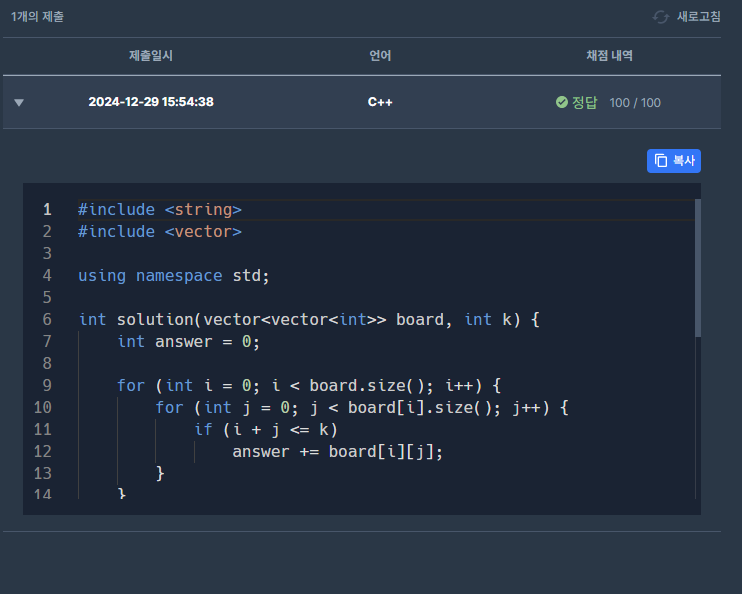 1개의 제출 새로고침
제출일시 언어 채점 내역
2024-12-29 15:54:38 C++ 정답 100 / 100
복사
1 #include <string>
2 #include <vector>
3
4 using namespace std;
5
6 int solution(vector<vector<int>> board, int k) {
7     int answer = 0;
8
9     for (int i = 0; i < board.size(); i++) {
10         for (int j = 0; j < board[i].size(); j++) {
11             if (i + j <= k)
12                 answer += board[i][j];
13         }
14     }